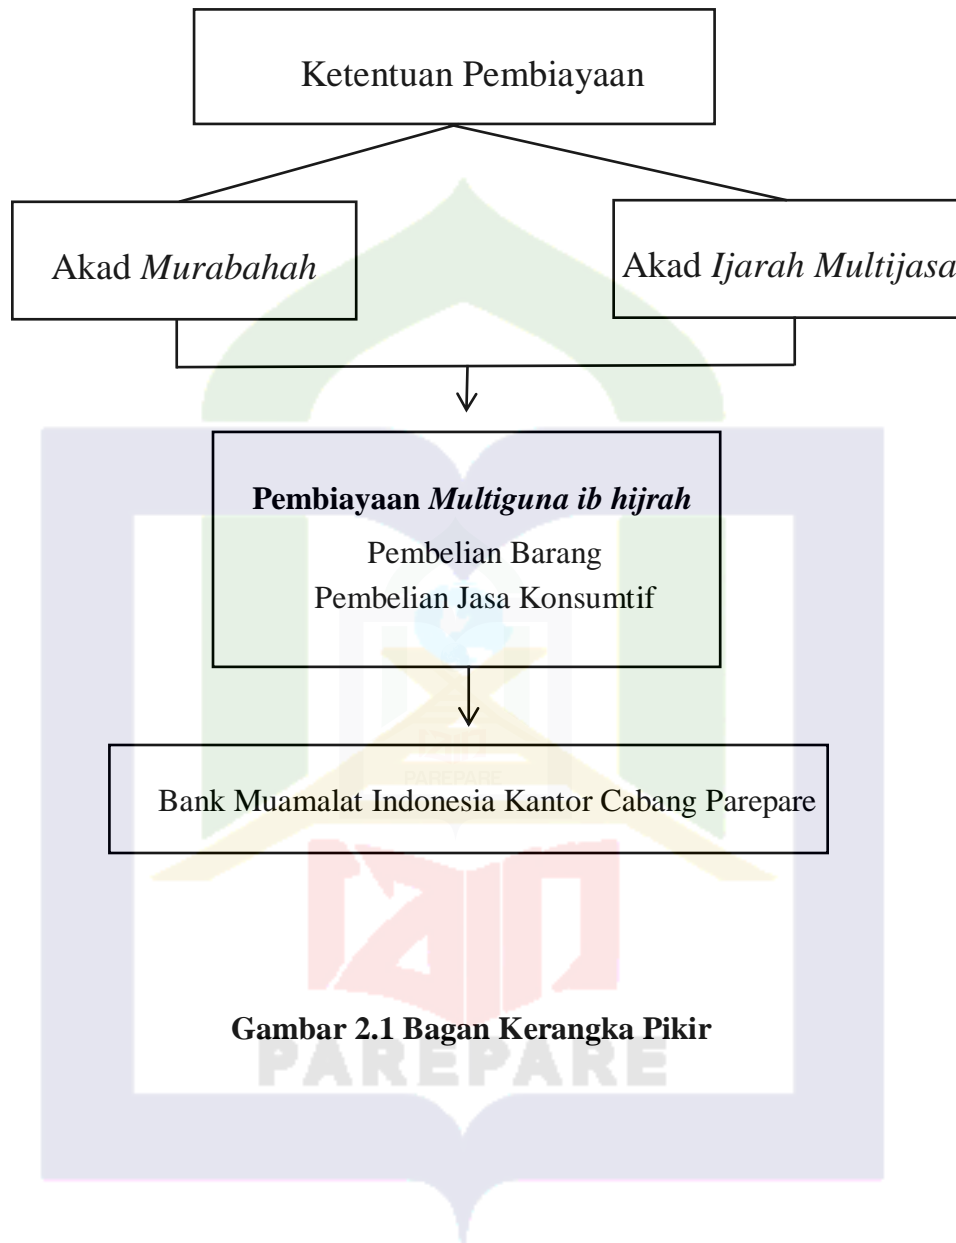 Ketentuan Pembiayaan
Akad Murabahah
Akad Ijarah Multijasa
Pembiayaan Multiguna ib hijrah
Pembelian Barang
Pembelian Jasa Konsumtif
PAREPARE
Bank Muamalat Indonesia Kantor Cabang Parepare
Gambar 2.1 Bagan Kerangka Pikir
PAREPARE